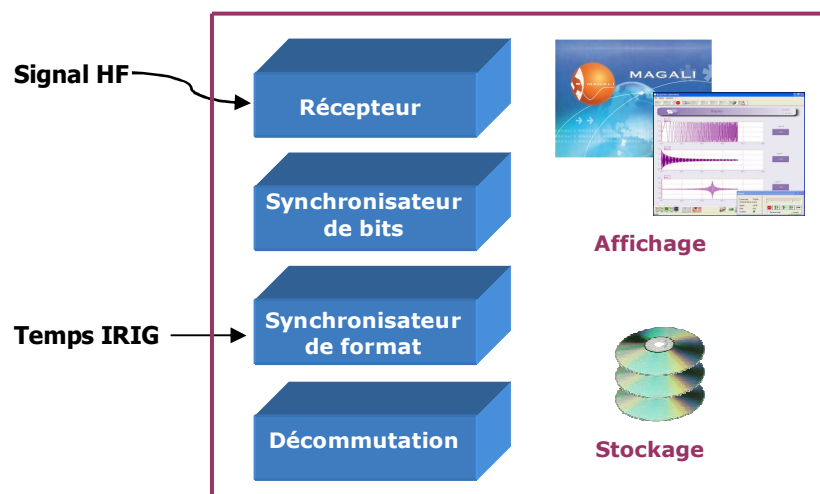 Signal HF
Récepteur
Synchronisateur
de bits
Temps IRIG
Synchronisateur
de format
Décommutation
MAGALI
Affichage
Stockage